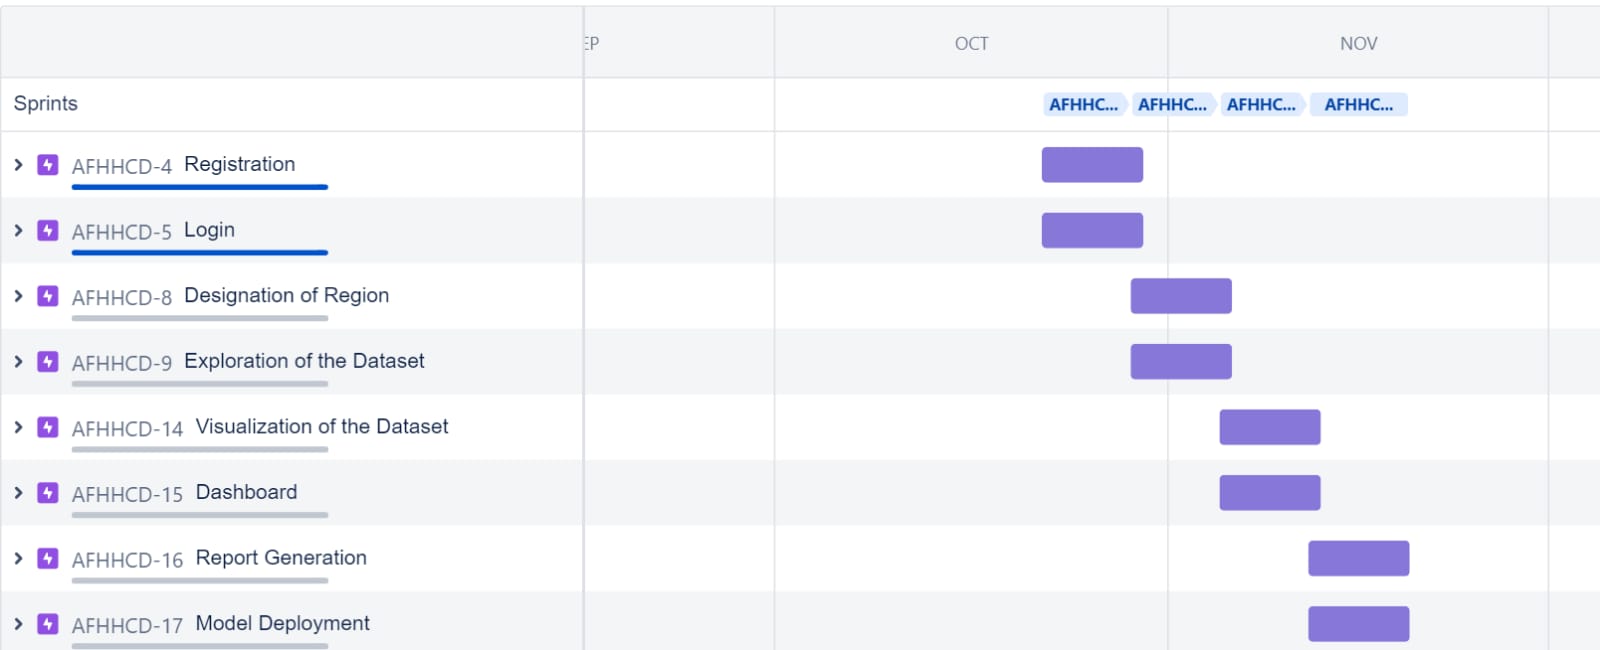 EP OCT NOV
Sprints AFHHC... AFHHC... AFHHC... AFHHC...
AFHHCD-4 Registration
AFHHCD-5 Login
AFHHCD-8 Designation of Region
AFHHCD-9 Exploration of the Dataset
AFHHCD-14 Visualization of the Dataset
AFHHCD-15 Dashboard
AFHHCD-16 Report Generation
AFHHCD-17 Model Deployment